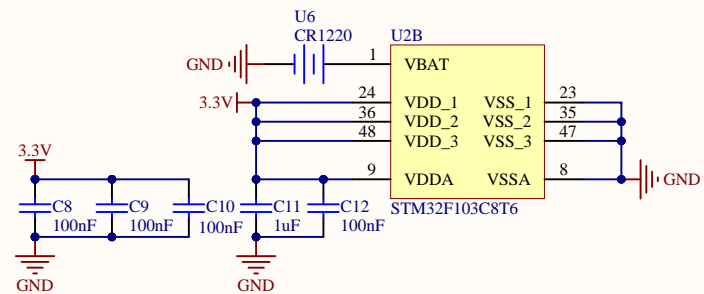 U6
CR1220
U2B
GND
1
VBAT
3.3V
24
VDD_1
VSS_1
23
36
VDD_2
VSS_2
35
48
VDD_3
VSS_3
47
9
VDDA
VSSA
8
GND
STM32F103C8T6
3.3V
C8
100nF
C9
100nF
C10
100nF
C11
1uF
C12
100nF
GND
GND